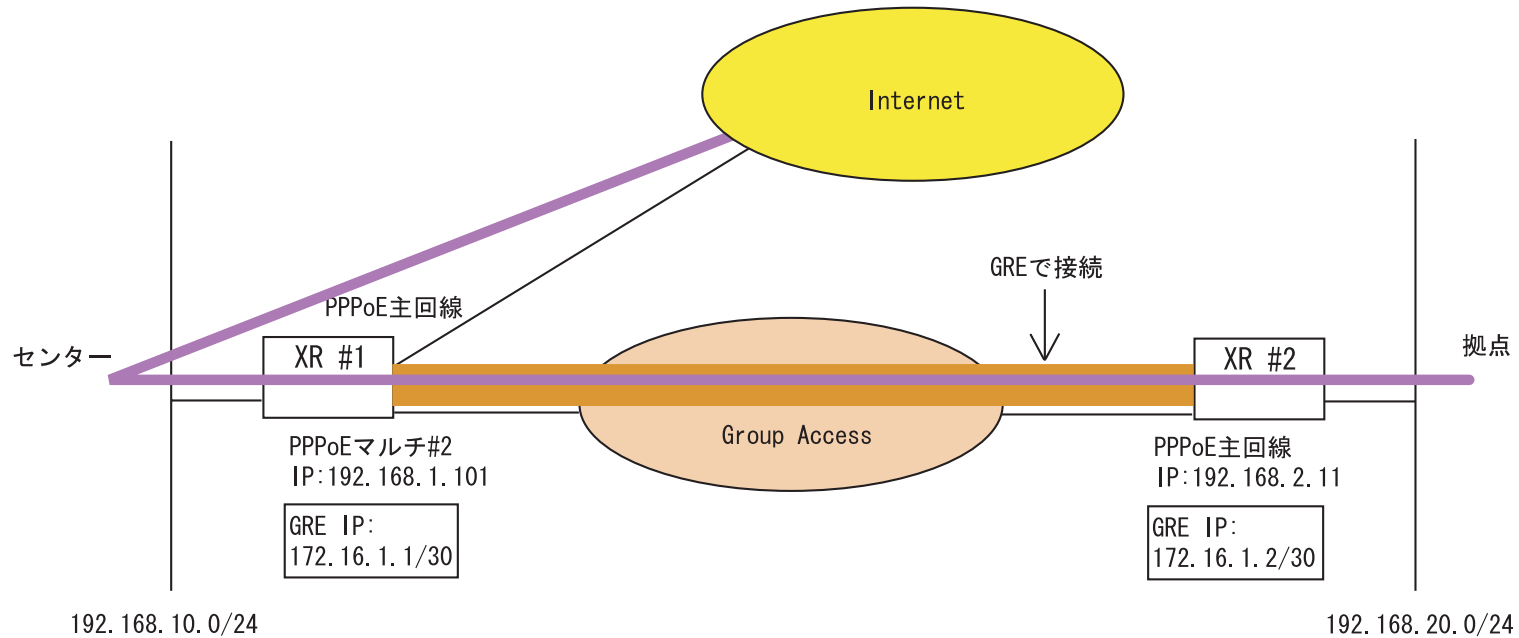 Internet
GREで接続
PPPoE主回線
センター
XR #1
XR #2
拠点
Group Access
PPPoEマルチ#2
IP:192.168.1.101
PPPoE主回線
IP:192.168.2.11
GRE IP:
172.16.1.1/30
GRE IP:
172.16.1.2/30
192.168.10.0/24
192.168.20.0/24